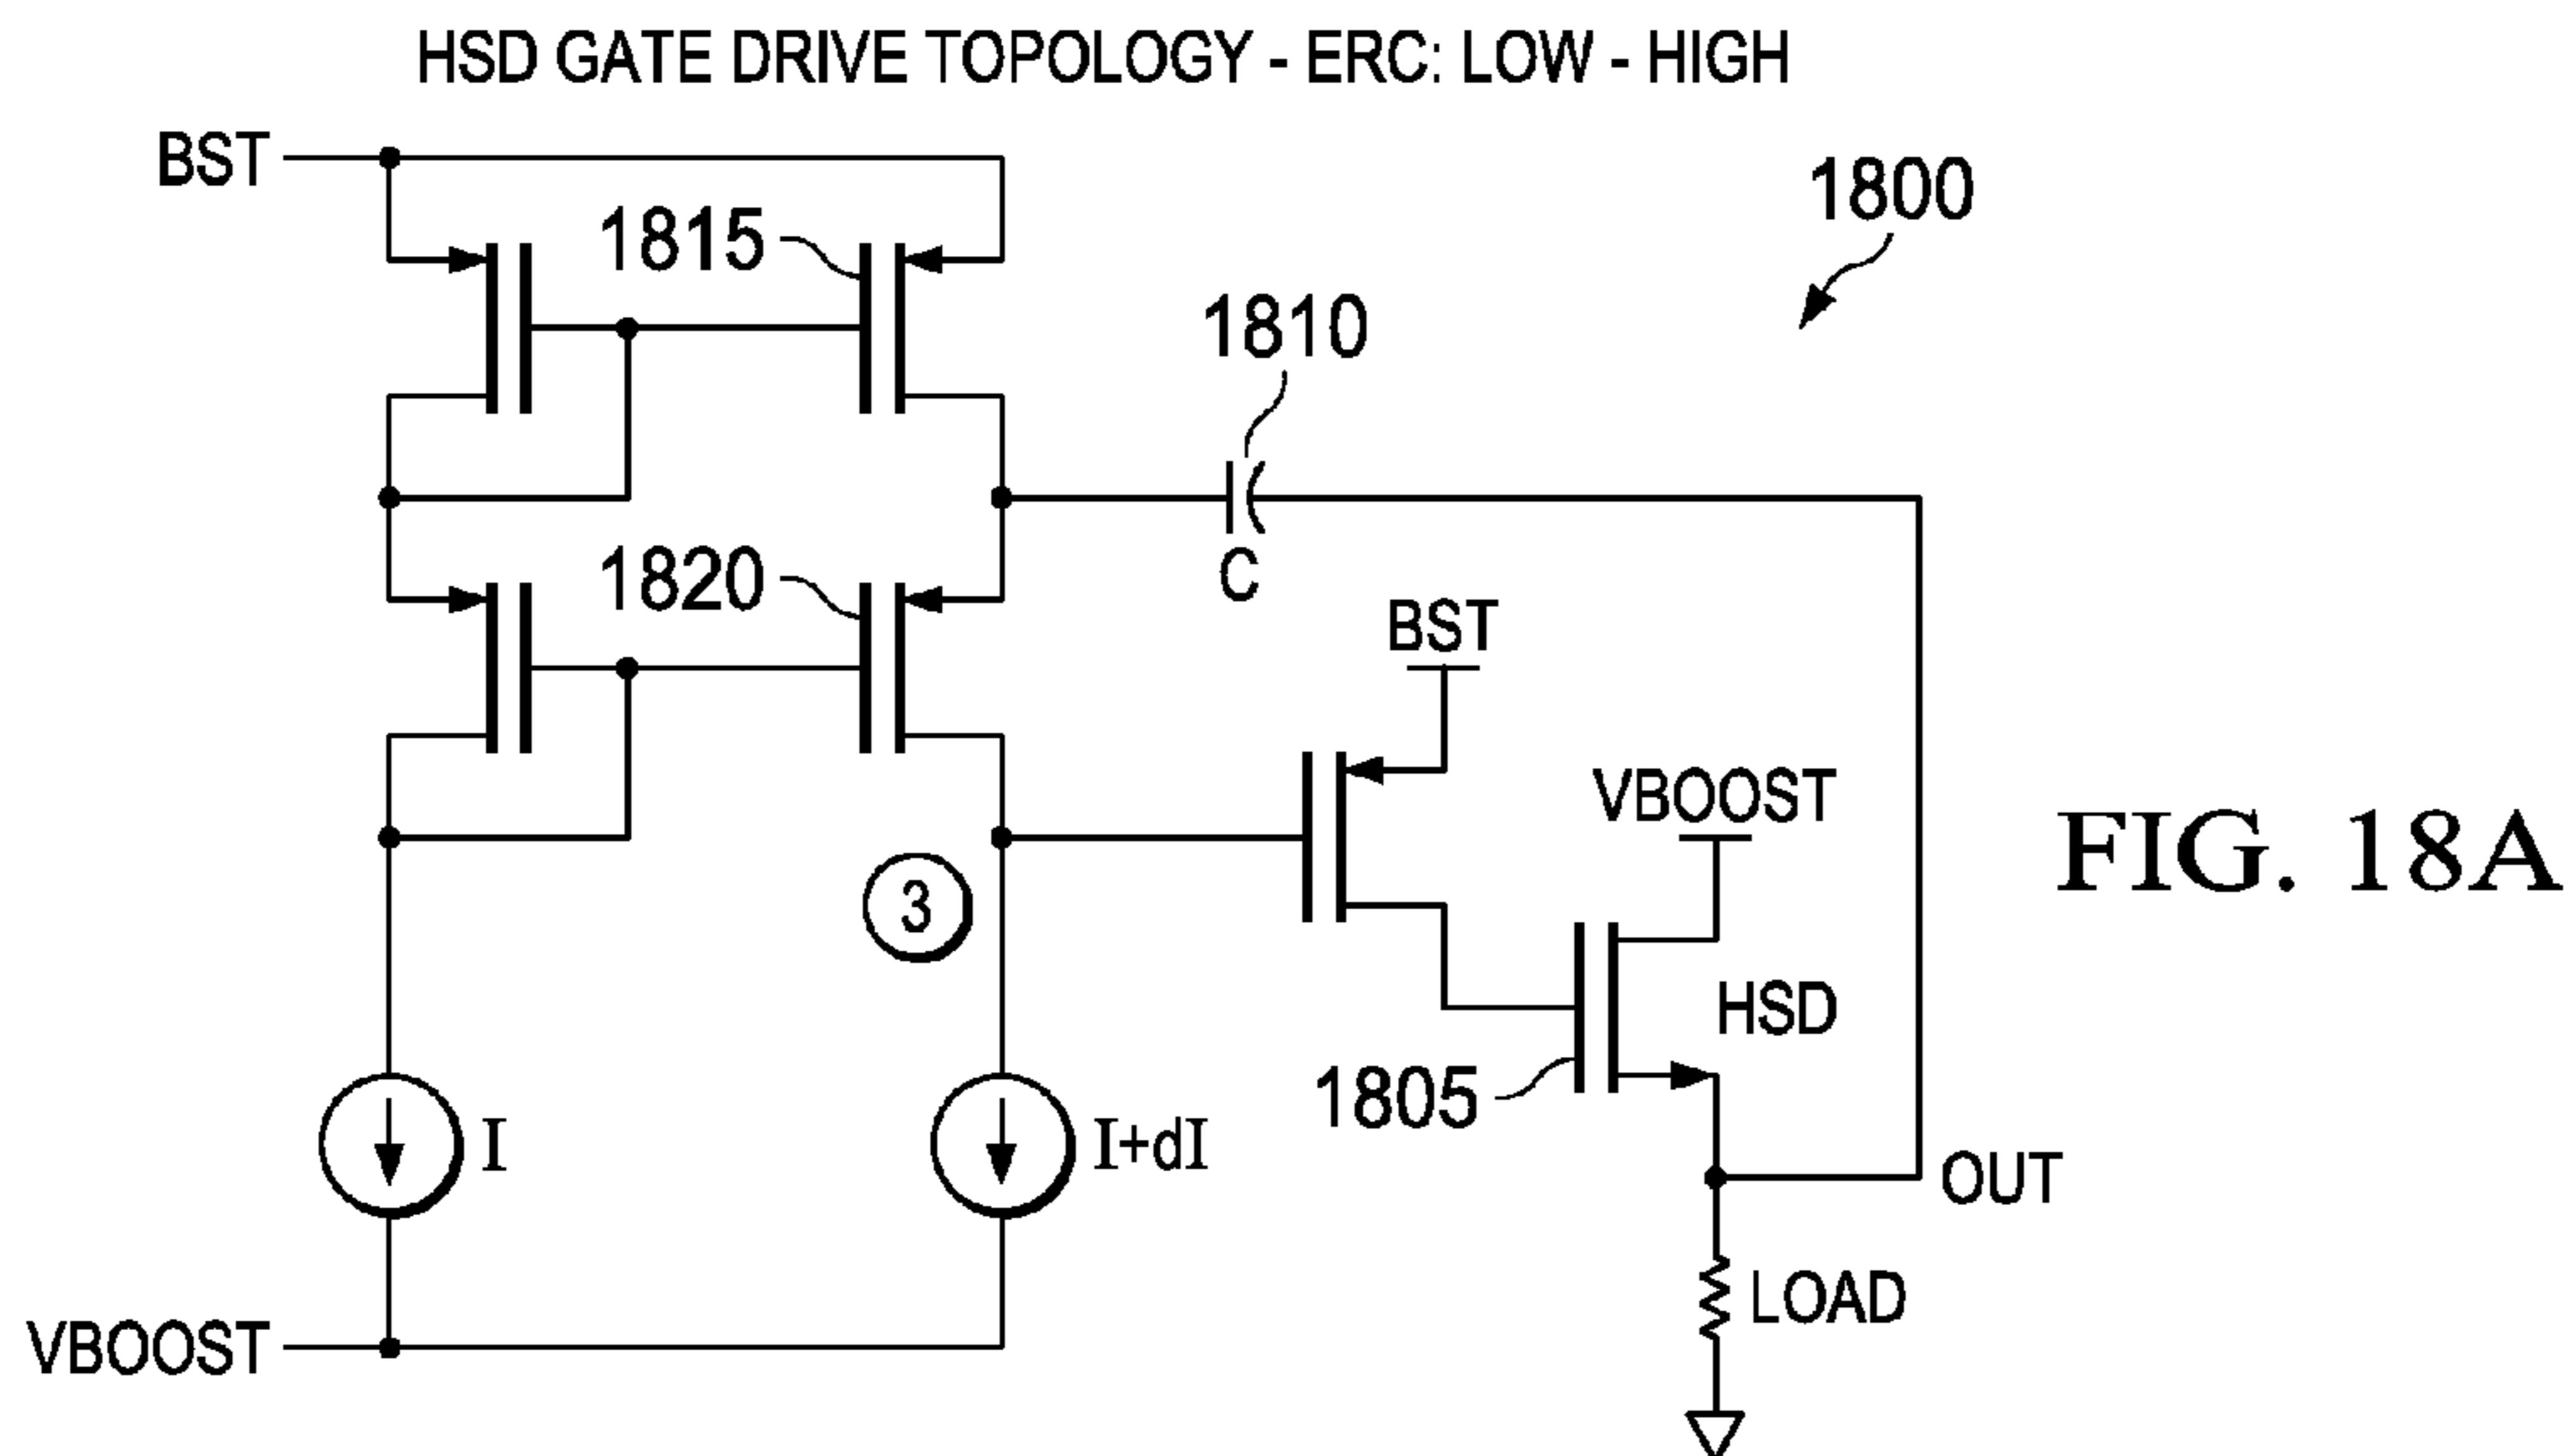 HSD GATE DRIVE TOPOLOGY - ERC: LOW - HIGH
BST
1815
1800
1810
C
1820
BST
VBOOST
3
HSD
1805
I
I+dI
OUT
LOAD
VBOOST
FIG. 18A